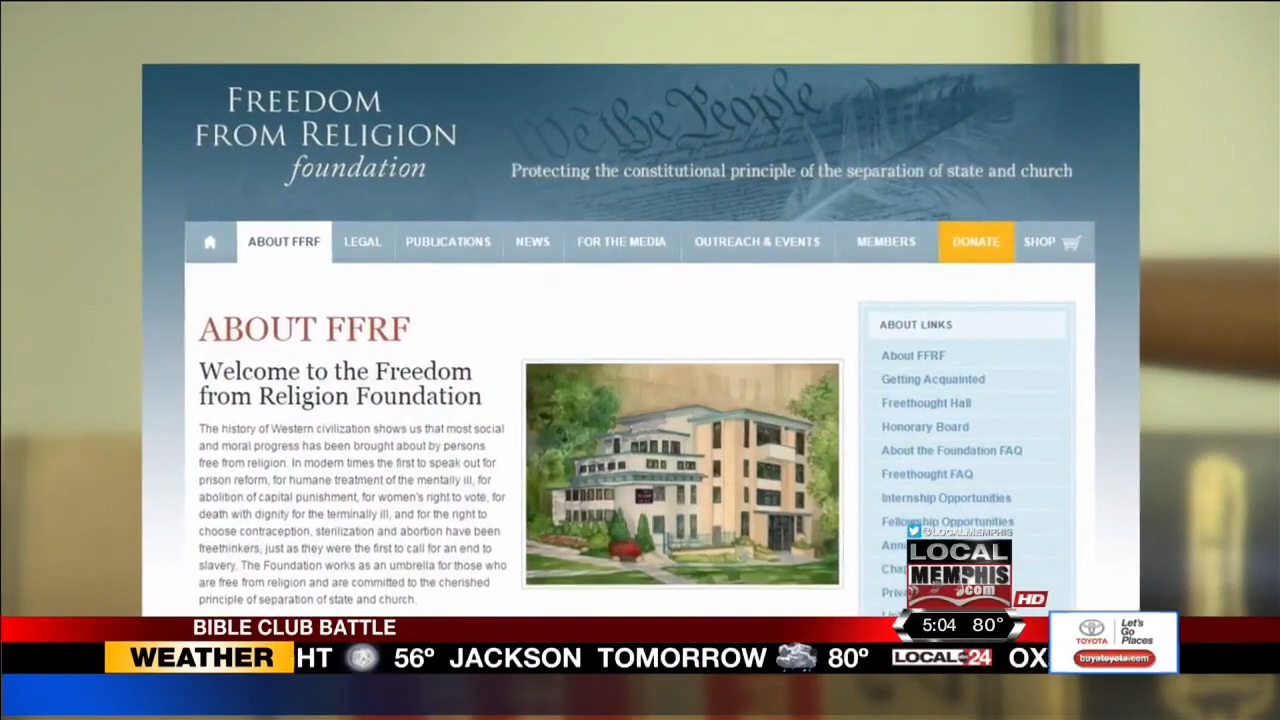 We the People
FREEDOM
FROM RELIGION
foundation
Protecting the constitutional principle of the separation of state and church
ABOUT FFRF
LEGAL
PUBLICATIONS
NEWS
FOR THE MEDIA
OUTREACH & EVENTS
MEMBERS
DONATE
SHOP
ABOUT FFRF
Welcome to the Freedom
from Religion Foundation
The history of Western civilization shows us that most social
and moral progress has been brought about by persons
free from religion. In modern times the first to speak out for
prison reform, for humane treatment of the mentally ill, for
abolition of capital punishment, for women's right to vote, for
death with dignity for the terminally ill, and for the right to
choose contraception, sterilization and abortion have been
freethinkers, just as they were the first to call for an end to
slavery. The Foundation works as an umbrella for those who
are free from religion and are committed to the cherished
principle of separation of state and church.
ABOUT LINKS
About FFRF
Getting Acquainted
Freethought Hall
Honorary Board
About the Foundation FAQ
Freethought FAQ
Internship Opportunities
Fellowship Opportunities
@LOCALMEMPHIS
LOCAL
MEMPHIS
.com
HD
BIBLE CLUB BATTLE
5:04 80°
WEATHER
HT 56° JACKSON TOMORROW 80° LOCAL 24 OX
TOYOTA
Let's
Go
Places
buyatoyota.com